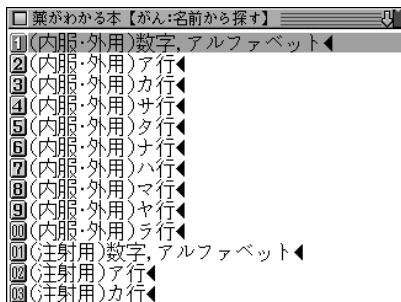 薬がわかる本【がん:名前から探す】
1(内服·外用)数字,アルファベット◀
2(内服·外用)ア行◀
3(内服·外用)カ行◀
4(内服·外用)サ行◀
5(内服·外用)タ行◀
6(内服·外用)ナ行◀
7(内服·外用)ハ行◀
8(内服·外用)マ行◀
9(内服·外用)ヤ行◀
00(内服·外用)ラ行◀
01(注射用)数字,アルファベット◀
02(注射用)ア行◀
03(注射用)カ行◀